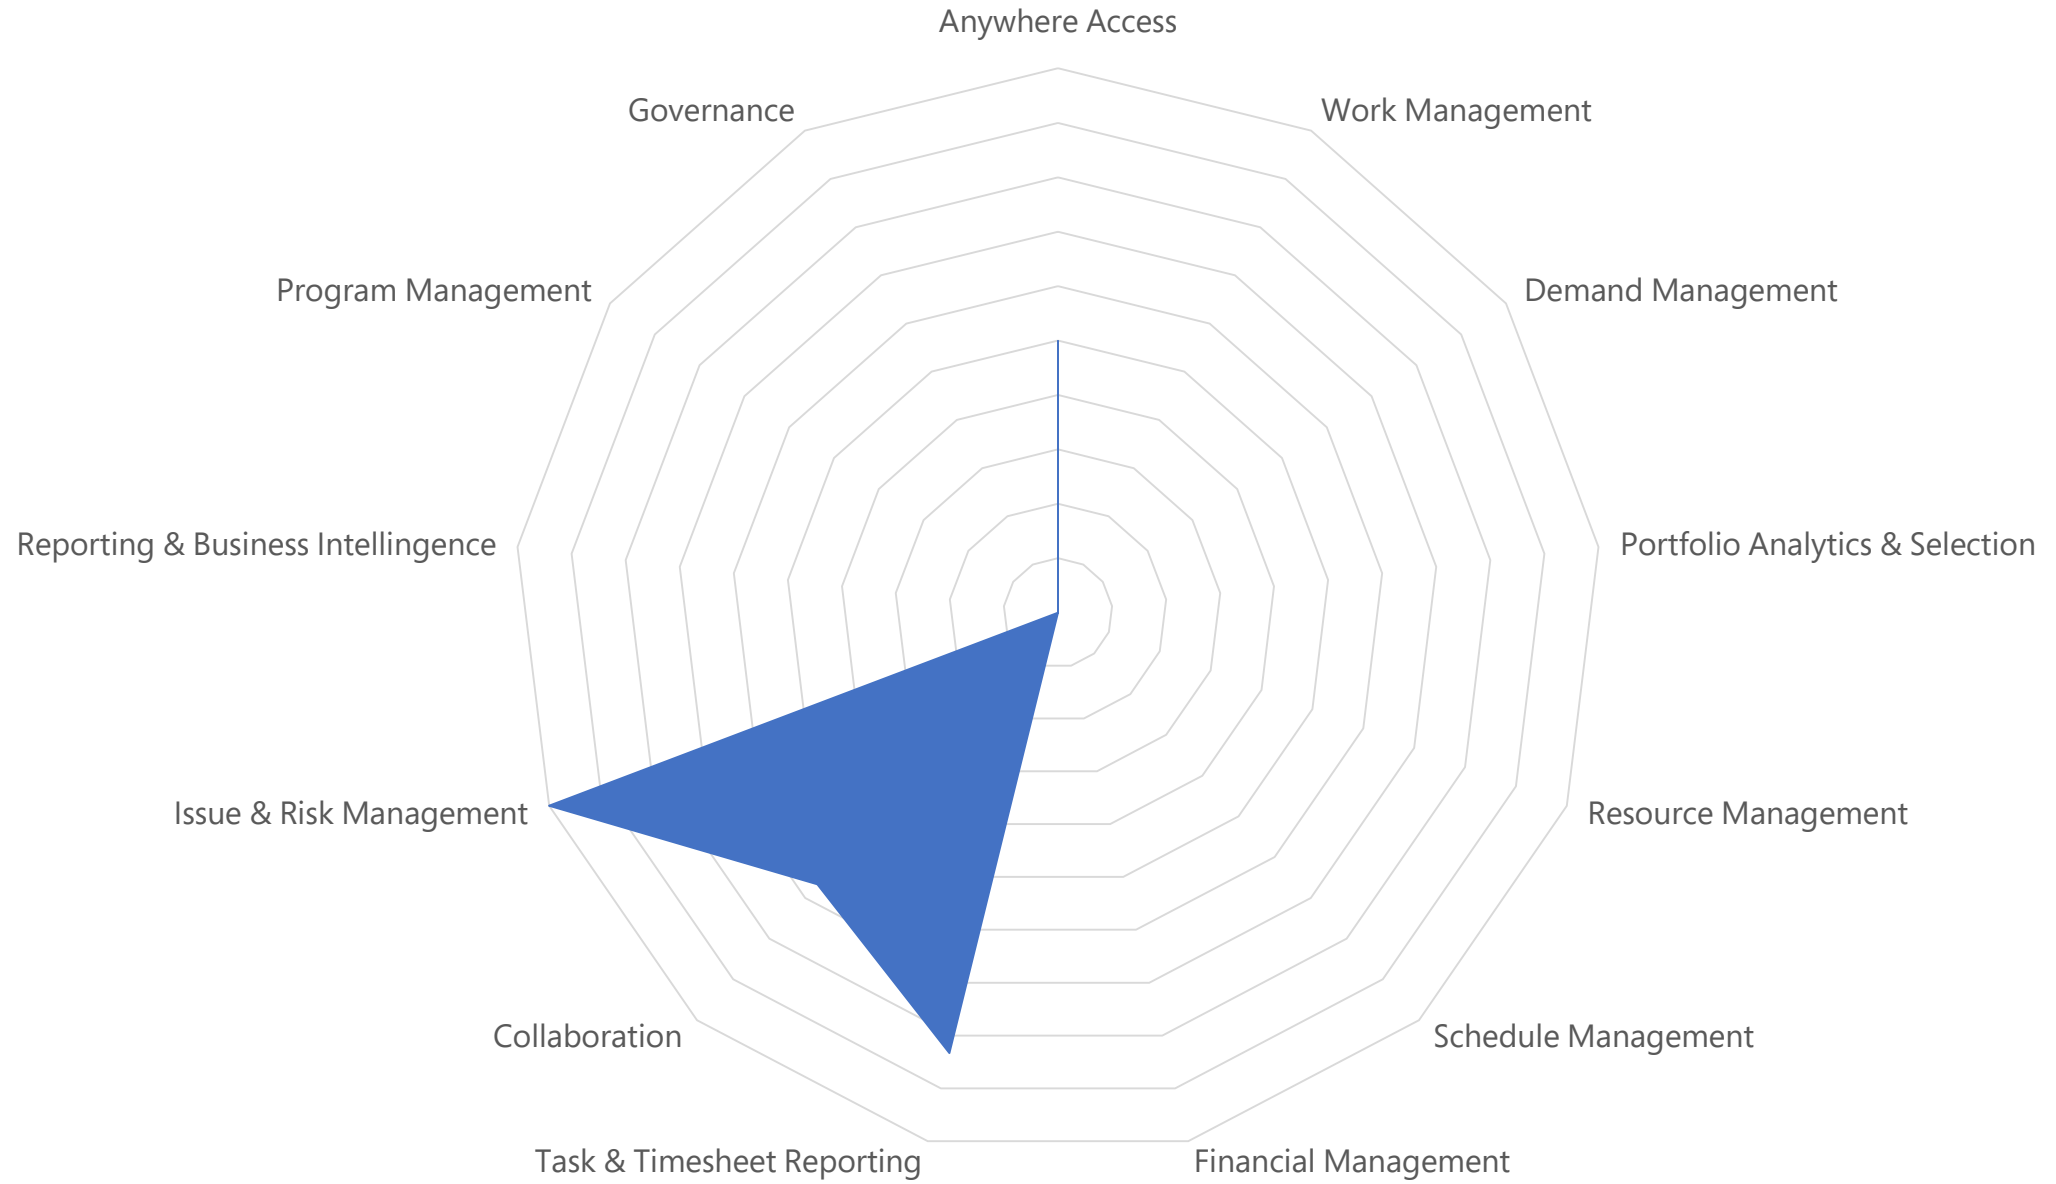 Anywhere Access
Governance
Work Management
Program Management
Demand Management
Reporting & Business Intellingence
Portfolio Analytics & Selection
Issue & Risk Management
Resource Management
Collaboration
Schedule Management
Task & Timesheet Reporting
Financial Management